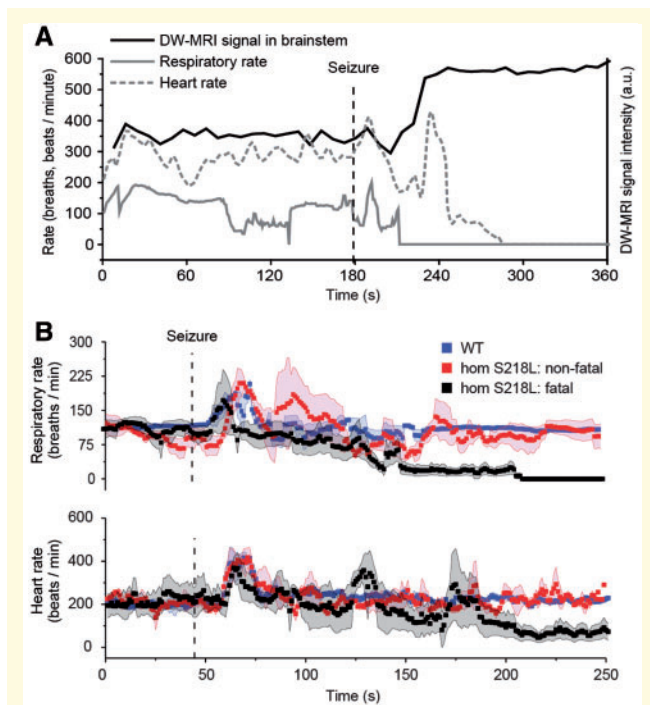 A
DW-MRI signal in brainstem
Respiratory rate
Heart rate
Seizure
Rate (breaths, beats / minute)
600
500
400
300
200
100
0
DW-MRI signal intensity (a.u.)
0 60 120 180 240 300 360
Time (s)
B
Seizure
WT
hom S218L: non-fatal
hom S218L: fatal
Respiratory rate
(breaths / min)
300
225
150
75
0
Heart rate
(beats / min)
600
400
200
0
0 50 100 150 200 250
Time (s)